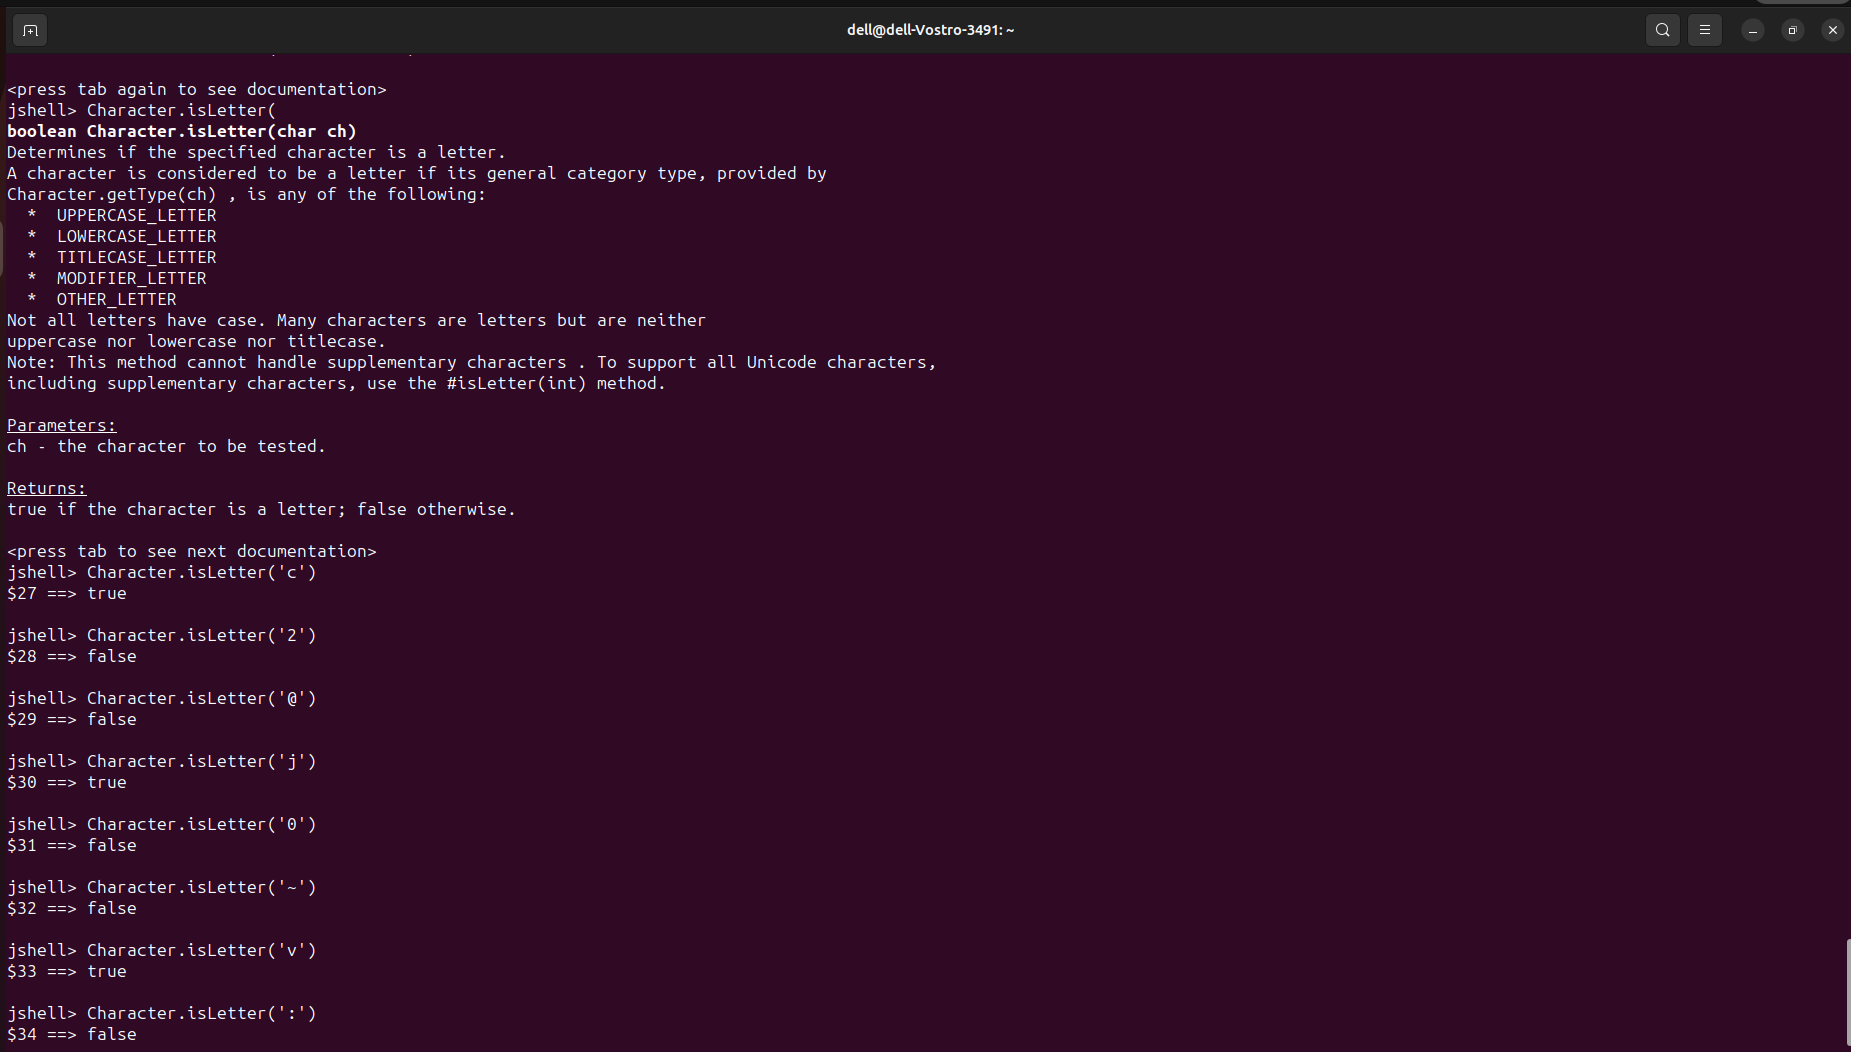 dell@dell-Vostro-3491: ~
<press tab again to see documentation>
jshell> Character.isLetter(
boolean Character.isLetter(char ch)
Determines if the specified character is a letter.
A character is considered to be a letter if its general category type, provided by
Character.getType(ch) , is any of the following:
  *  UPPERCASE_LETTER
  *  LOWERCASE_LETTER
  *  TITLECASE_LETTER
  *  MODIFIER_LETTER
  *  OTHER_LETTER
Not all letters have case. Many characters are letters but are neither
uppercase nor lowercase nor titlecase.
Note: This method cannot handle supplementary characters . To support all Unicode characters,
including supplementary characters, use the #isLetter(int) method.
Parameters:
ch - the character to be tested.
Returns:
true if the character is a letter; false otherwise.
<press tab to see next documentation>
jshell> Character.isLetter('c')
$27 ==> true
jshell> Character.isLetter('2')
$28 ==> false
jshell> Character.isLetter('@')
$29 ==> false
jshell> Character.isLetter('j')
$30 ==> true
jshell> Character.isLetter('0')
$31 ==> false
jshell> Character.isLetter('~')
$32 ==> false
jshell> Character.isLetter('v')
$33 ==> true
jshell> Character.isLetter(':')
$34 ==> false